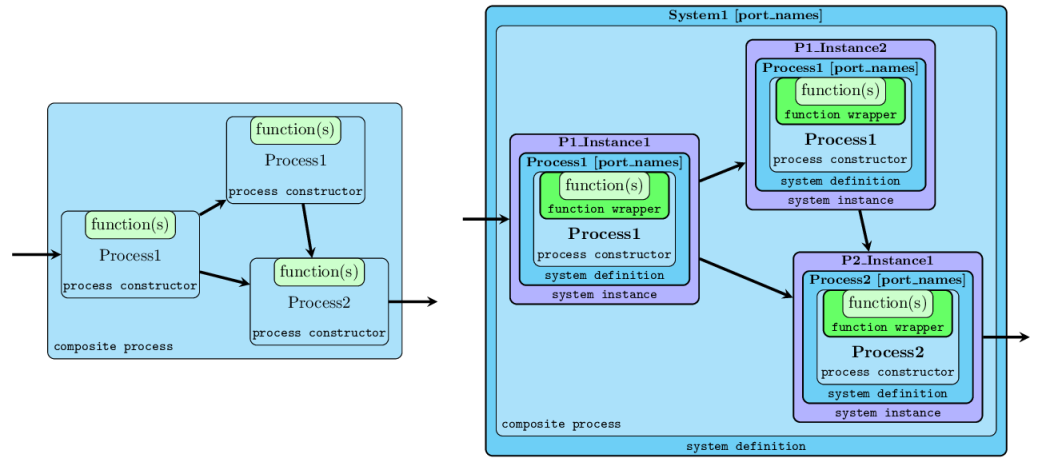 function(s)
Process1
process constructor
function(s)
Process1
process constructor
function(s)
Process2
process constructor
composite process
System1 [port_names]
P1_Instance2
Process1 [port_names]
function(s)
function wrapper
Process1
process constructor
system definition
system instance
P1_Instance1
Process1 [port_names]
function(s)
function wrapper
Process1
process constructor
system definition
system instance
P2_Instance1
Process2 [port_names]
function(s)
function wrapper
Process2
process constructor
system definition
system instance
composite process
system definition